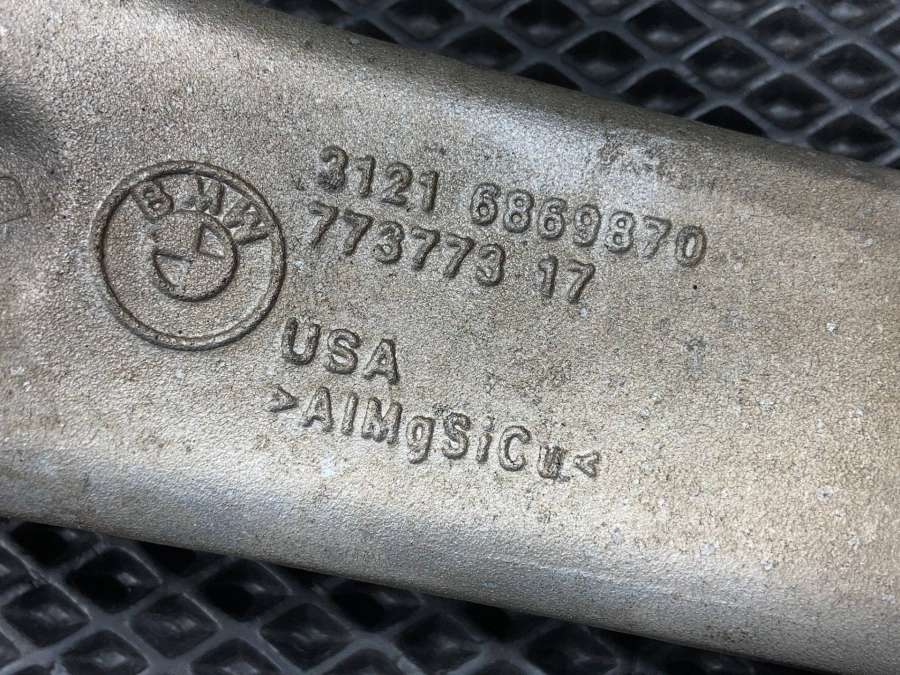 BMW
3121 6869870
773773 17
USA
>AlMgSiCu<